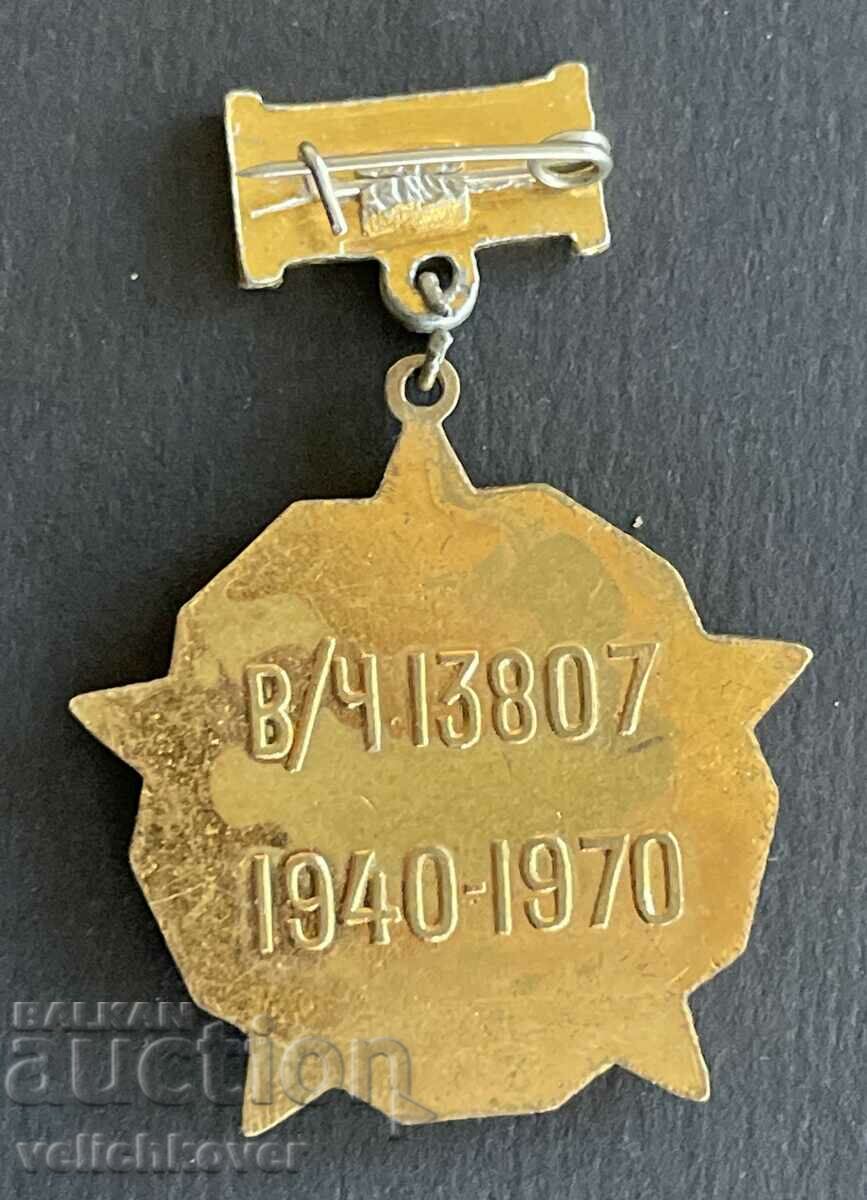 В/Ч.13807
1940-1970
BALKAN
auction
velichkover